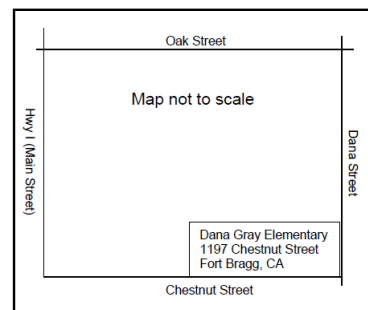 Oak Street
Map not to scale
Hwy I (Main Street)
Dana Street
Dana Gray Elementary
1197 Chestnut Street
Fort Bragg, CA
Chestnut Street